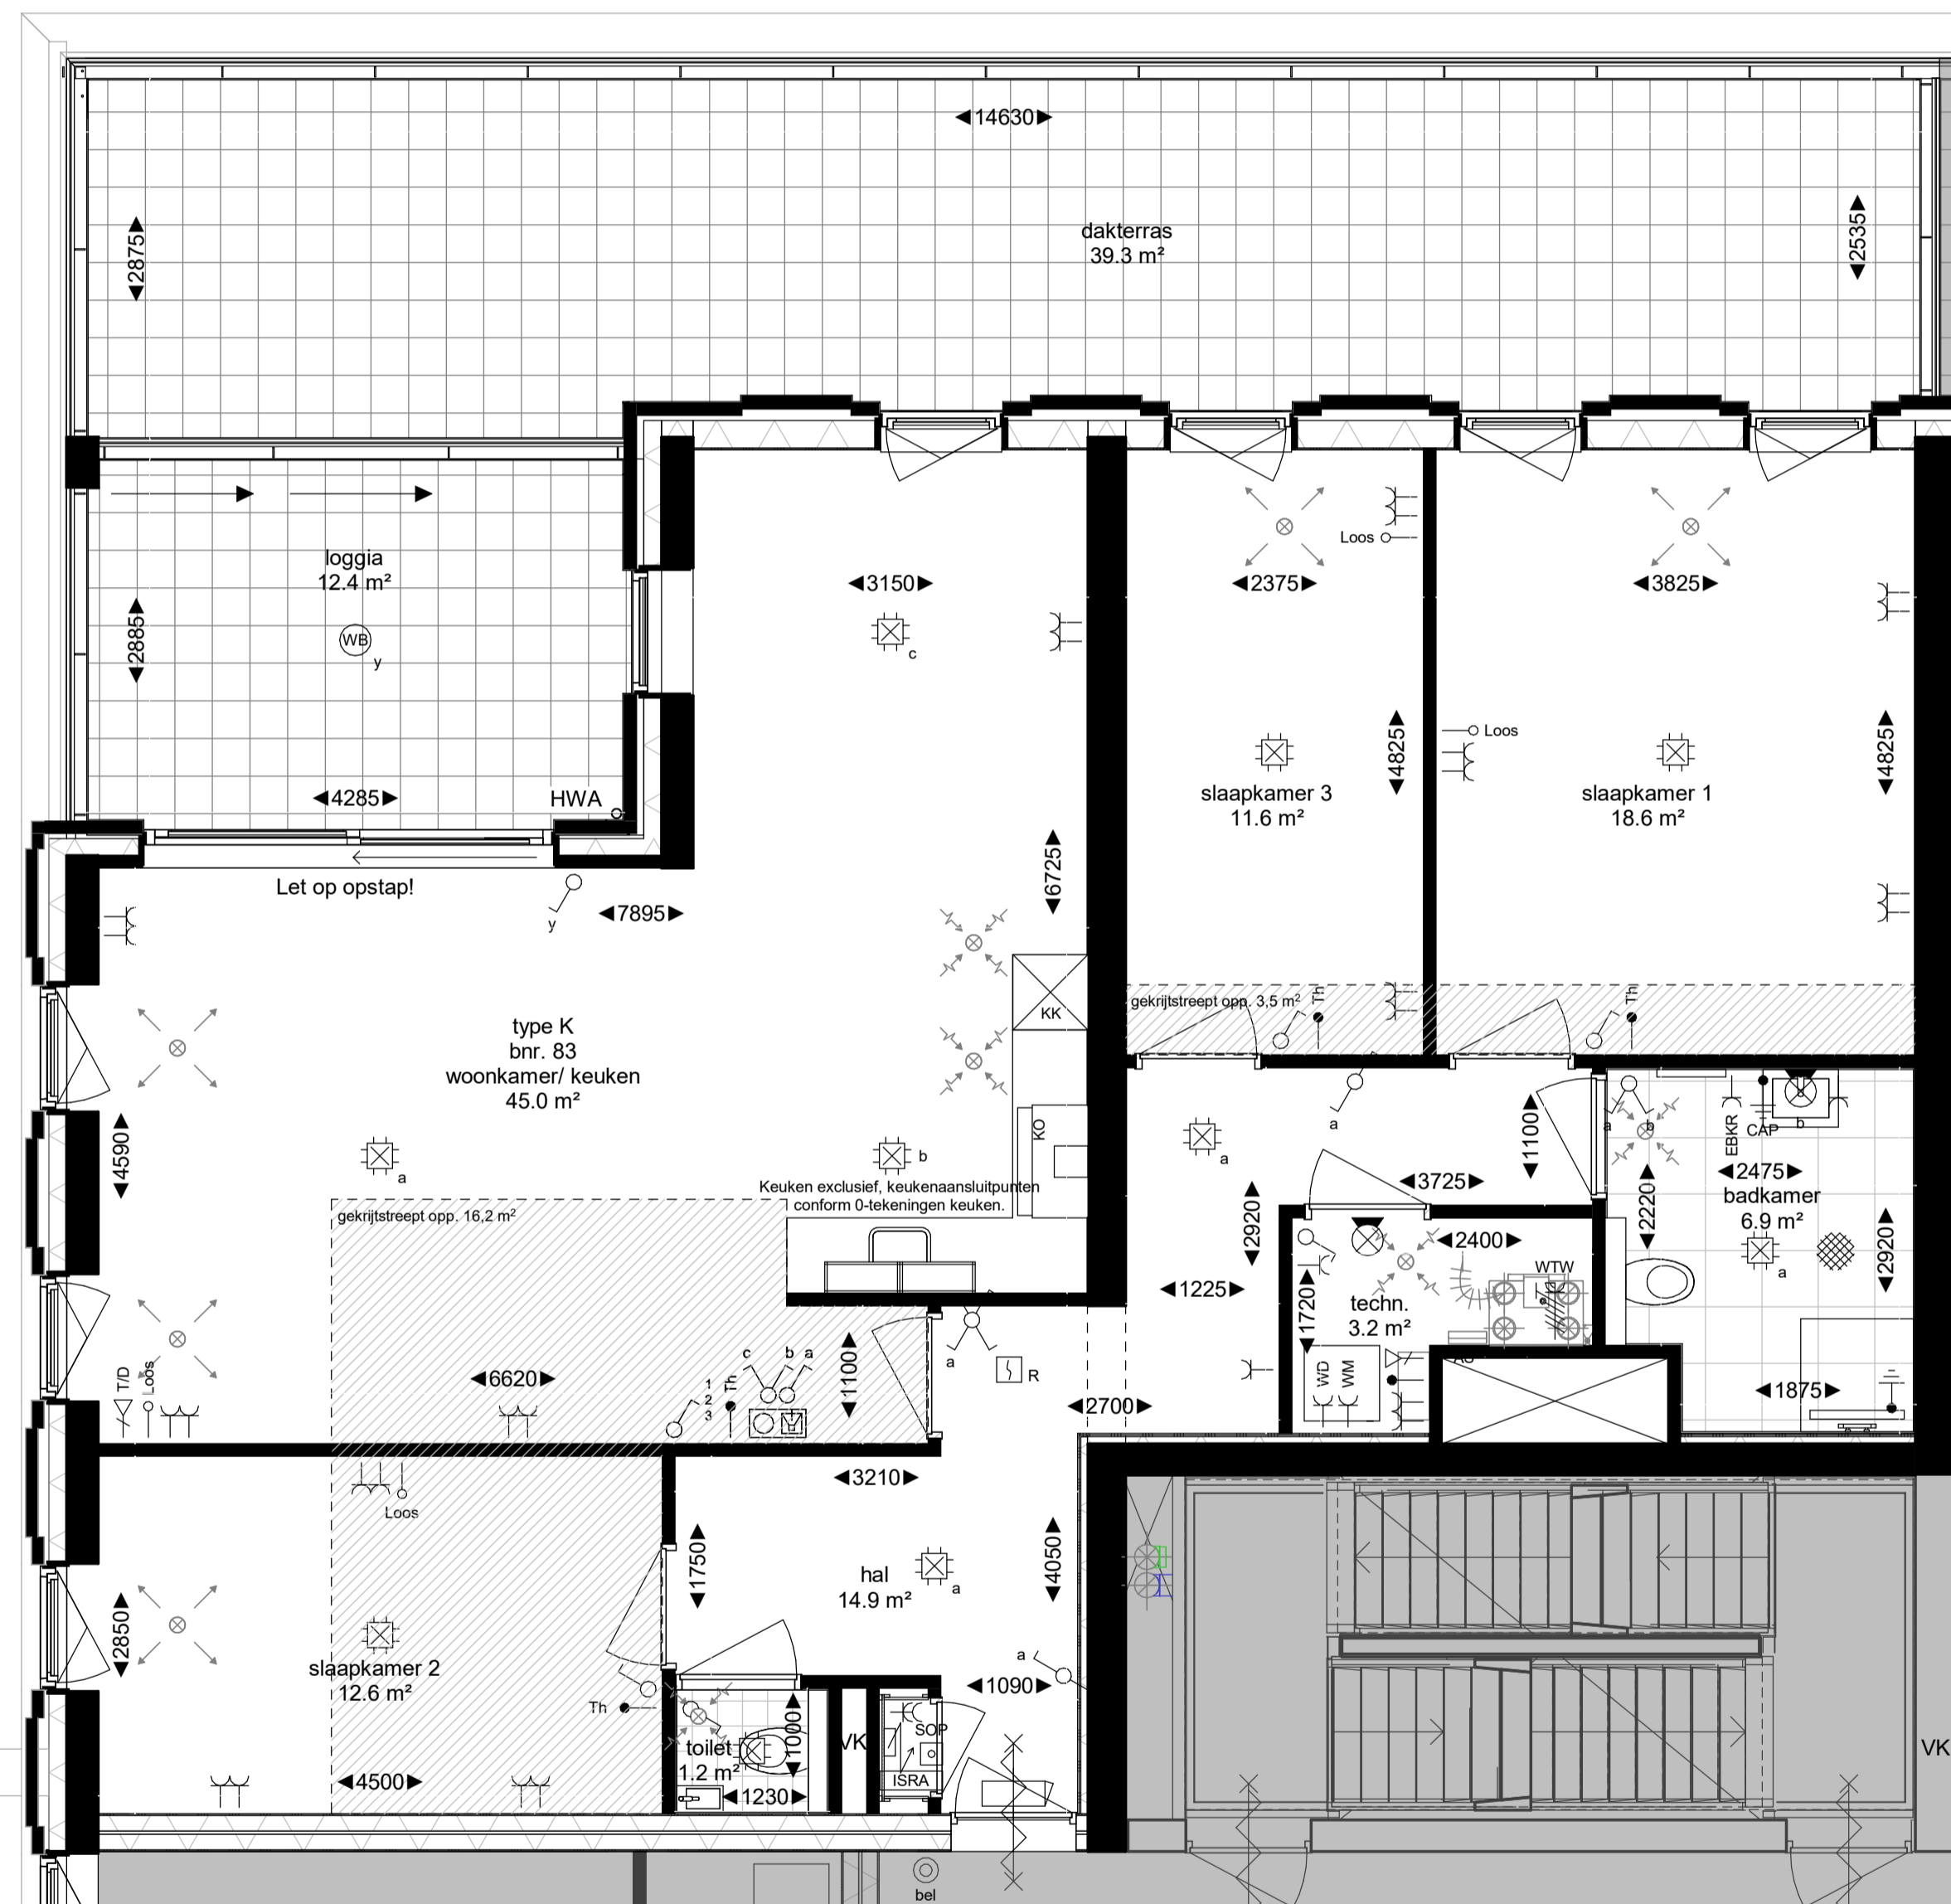 14630
2875
dakterras
39.3 m²
2535
loggia
12.4 m²
WB
y
2885
4285
HWA
Let op opstap!
y
7895
3150
c
6725
2375
Loos
4825
slaapkamer 3
11.6 m²
3825
Loos
4825
slaapkamer 1
18.6 m²
gekrijtstreept opp. 3,5 m²
Th
Th
KK
type K
bnr. 83
woonkamer/ keuken
45.0 m²
KO
4590
a
b
Keuken exclusief, keukenaansluitpunten
conform 0-tekeningen keuken.
gekrijtstreept opp. 16,2 m²
a
a
1100
3725
2920
a
b
EBKR
CAP
b
2475
badkamer
6.9 m²
2220
2920
a
1875
2400
WTW
techn.
3.2 m²
1720
WD
WM
1225
2700
T/D
Loos
6620
1
2
3
Th
c
b
a
1100
a
R
3210
Loos
1750
hal
14.9 m²
a
4050
2850
slaapkamer 2
12.6 m²
Th
4500
a
1090
toilet
1.2 m²
1000
1230
VK
SOP
ISRA
VK
bel